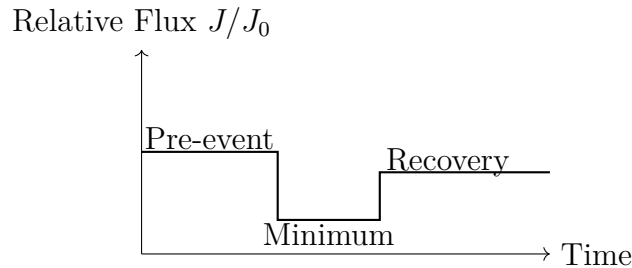 Relative Flux J/J₀
Pre-event
Recovery
Minimum
Time